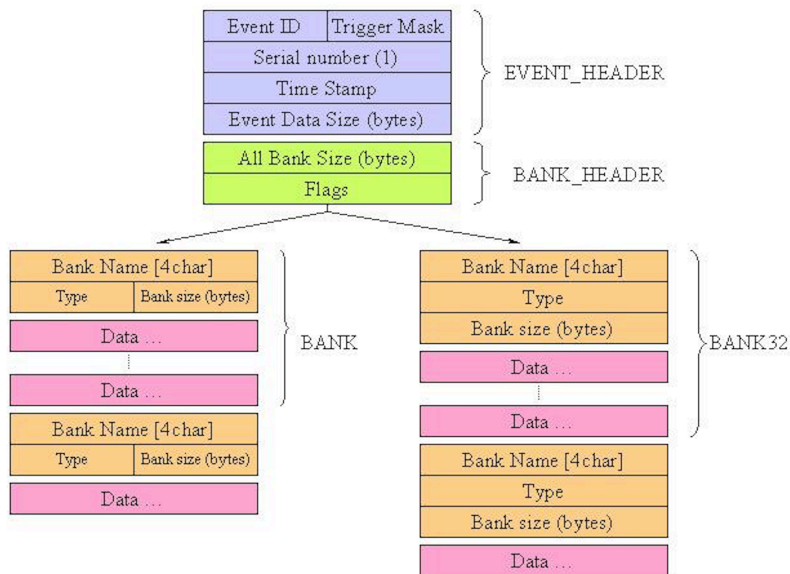 Event ID Trigger Mask
Serial number (1)
Time Stamp
Event Data Size (bytes)
EVENT_HEADER
All Bank Size (bytes)
Flags
BANK_HEADER
Bank Name [4char]
Type Bank size (bytes)
Data ...
Data ...
BANK
Bank Name [4char]
Type Bank size (bytes)
Data ...
Bank Name [4char]
Type
Bank size (bytes)
Data ...
Data ...
BANK32
Bank Name [4char]
Type
Bank size (bytes)
Data ...